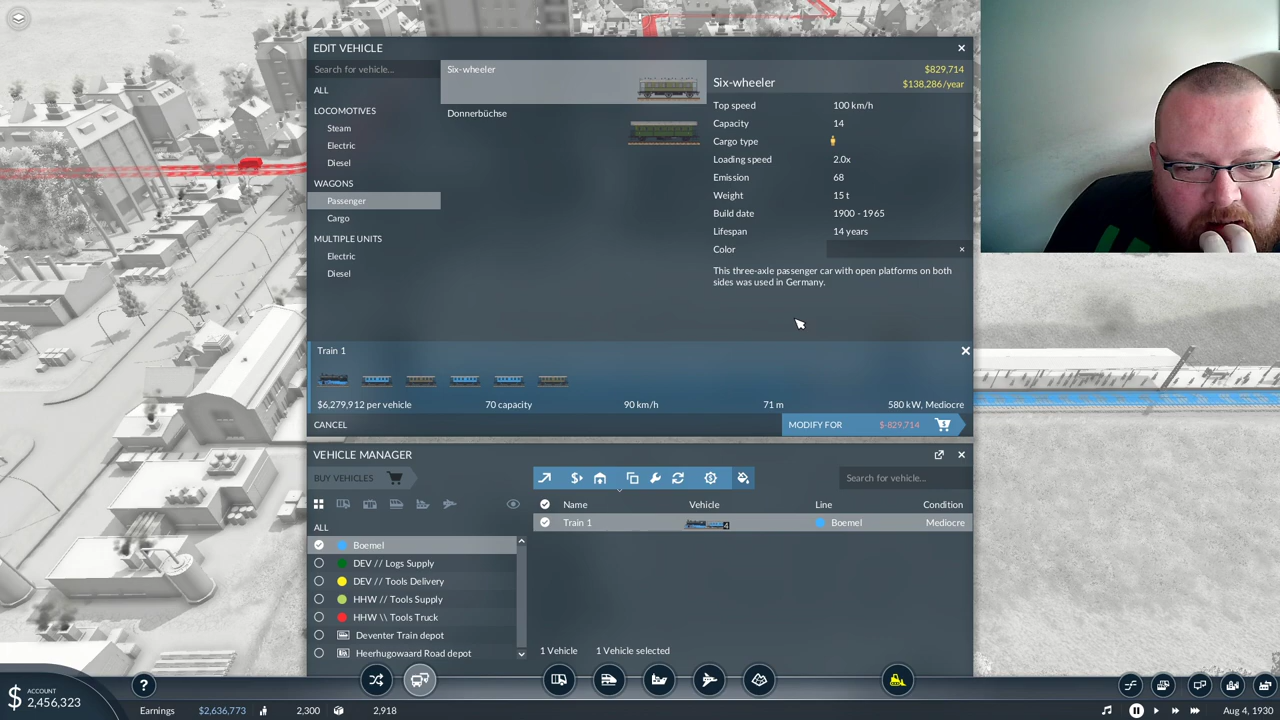 EDIT VEHICLE
Search for vehicle...
ALL
LOCOMOTIVES
Steam
Electric
Diesel
WAGONS
Passenger
Cargo
MULTIPLE UNITS
Electric
Diesel
Six-wheeler
Donnerbüchse
$829,714
Six-wheeler
$138,286/year
Top speed 100 km/h
Capacity 14
Cargo type
Loading speed 2.0x
Emission 68
Weight 15 t
Build date 1900 - 1965
Lifespan 14 years
Color
This three-axle passenger car with open platforms on both
sides was used in Germany.
Train 1
$6,279,912 per vehicle 70 capacity 90 km/h 71 m 580 kW, Mediocre
CANCEL
MODIFY FOR $-829,714
VEHICLE MANAGER
BUY VEHICLES
Search for vehicle...
ALL
Boemel
DEV // Logs Supply
DEV // Tools Delivery
HHW // Tools Supply
HHW \\ Tools Truck
Deventer Train depot
Heerhugowaard Road depot
Name Vehicle Line Condition
Train 1 4 Boemel Mediocre
1 Vehicle 1 Vehicle selected
$ ACCOUNT
2,456,323
?
Earnings $2,636,773 2,300 2,918
Aug 4, 1930